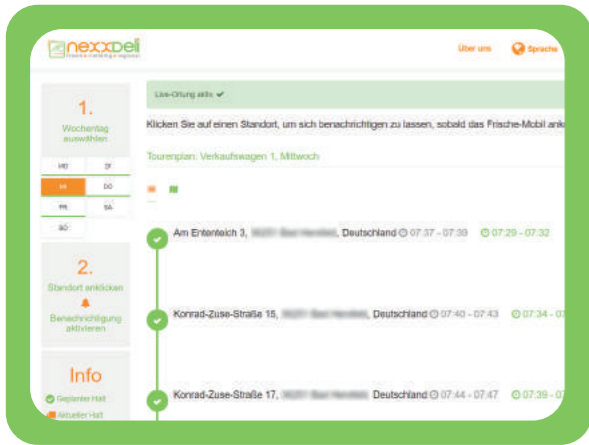 nexxDeli
Über uns
Sprache
1.
Wochentag
auswählen
MO DI
MI DO
FR SA
SO
2.
Standort anklicken
Benachrichtigung
aktivieren
Info
Geplanter Halt
Aktueller Halt
Live-Ortung aktiv
Klicken Sie auf einen Standort, um sich benachrichtigen zu lassen, sobald das Frische-Mobil
Tourenplan: Verkaufswagen 1, Mittwoch
Am Ententeich 3, , Deutschland 07:37 - 07:39 07:29 - 07:32
Konrad-Zuse-Straße 15, , Deutschland 07:40 - 07:43 07:34 -
Konrad-Zuse-Straße 17, Deutschland 07:44 - 07:47 07:39 -